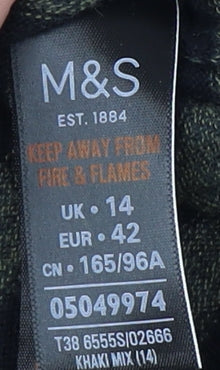 M&S
EST. 1884
KEEP AWAY FROM
FIRE & FLAMES
UK • 14
EUR • 42
CN • 165/96A
05049974
T38 6555S/02666
KHAKI MIX (14)